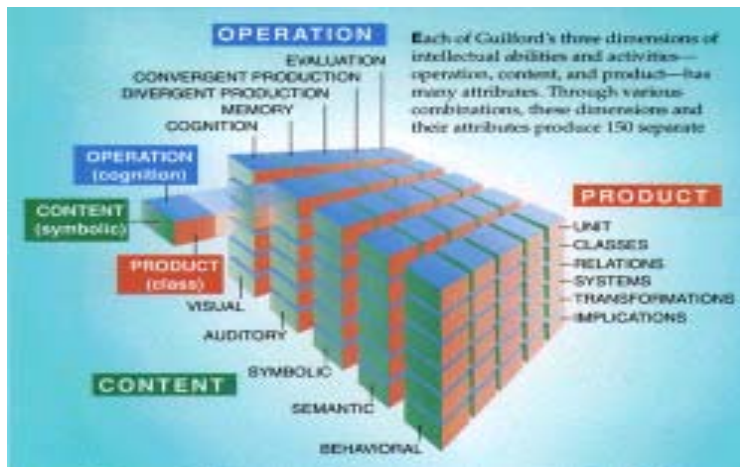 OPERATION
EVALUATION
CONVERGENT PRODUCTION
DIVERGENT PRODUCTION
MEMORY
COGNITION
Each of Guilford's three dimensions of
intellectual abilities and activities—
operation, content, and product—has
many attributes. Through various
combinations, these dimensions and
their attributes produce 150 separate
OPERATION
(cognition)
CONTENT
(symbolic)
PRODUCT
(class)
PRODUCT
UNIT
CLASSES
RELATIONS
SYSTEMS
TRANSFORMATIONS
IMPLICATIONS
VISUAL
AUDITORY
SYMBOLIC
SEMANTIC
BEHAVIORAL
CONTENT